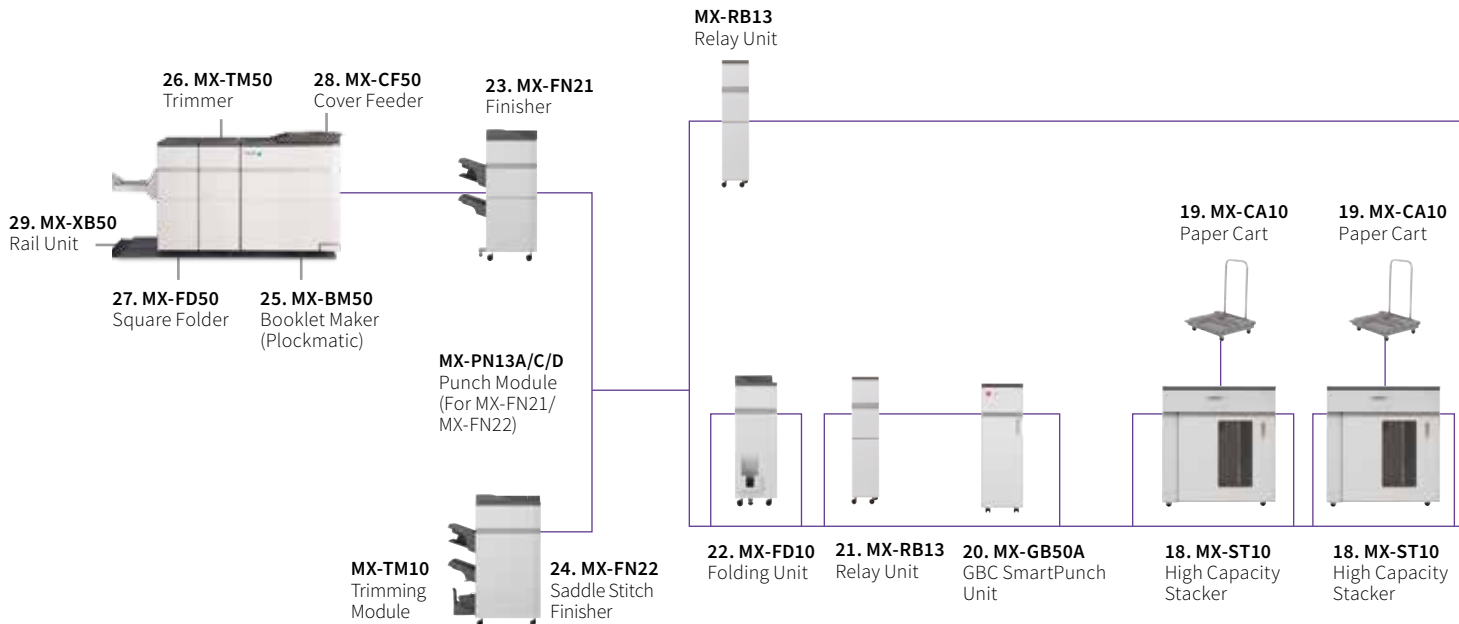 MX-RB13
Relay Unit
26. MX-TM50
Trimmer
28. MX-CF50
Cover Feeder
23. MX-FN21
Finisher
29. MX-XB50
Rail Unit
19. MX-CA10
Paper Cart
19. MX-CA10
Paper Cart
27. MX-FD50
Square Folder
25. MX-BM50
Booklet Maker
(Plockmatic)
MX-PN13A/C/D
Punch Module
(For MX-FN21/
MX-FN22)
MX-TM10
Trimming
Module
24. MX-FN22
Saddle Stitch
Finisher
22. MX-FD10
Folding Unit
21. MX-RB13
Relay Unit
20. MX-GB50A
GBC SmartPunch
Unit
18. MX-ST10
High Capacity
Stacker
18. MX-ST10
High Capacity
Stacker